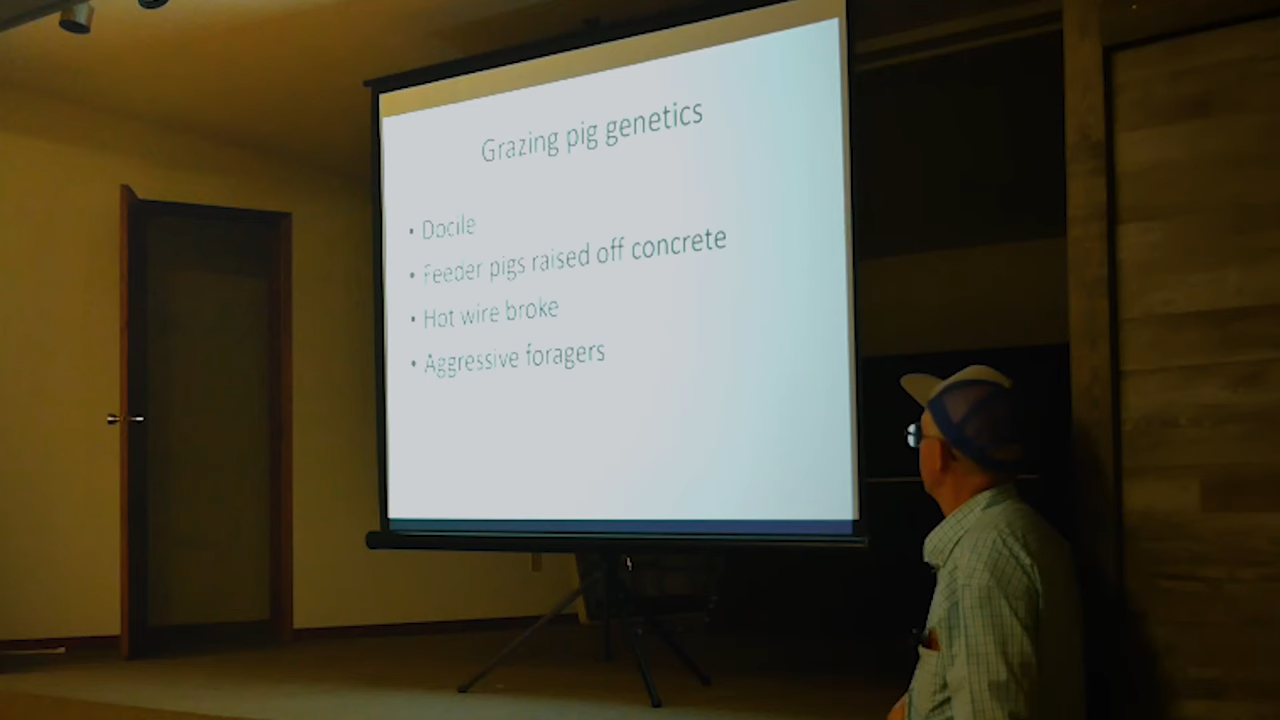 Grazing pig genetics
• Docile
• Feeder pigs raised off concrete
• Hot wire broke
• Aggressive foragers